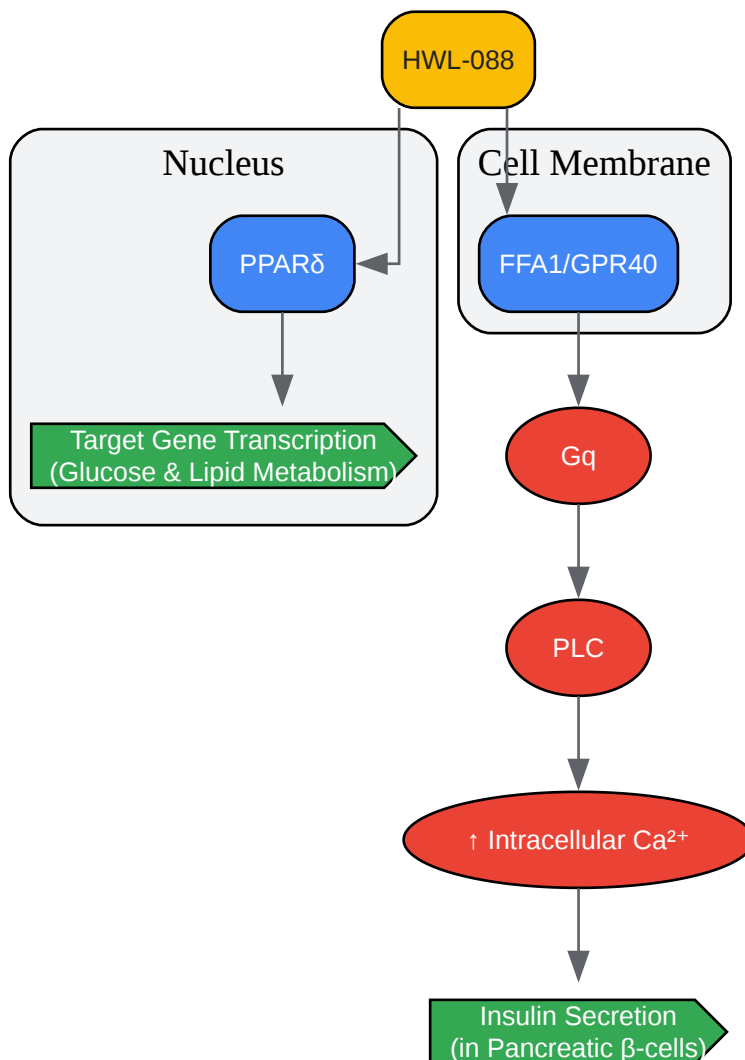 HWL-088
Nucleus
Cell Membrane
PPARδ
FFA1/GPR40
Target Gene Transcription
(Glucose & Lipid Metabolism)
Gq
PLC
↑ Intracellular Ca²⁺
Insulin Secretion
(in Pancreatic β-cells)